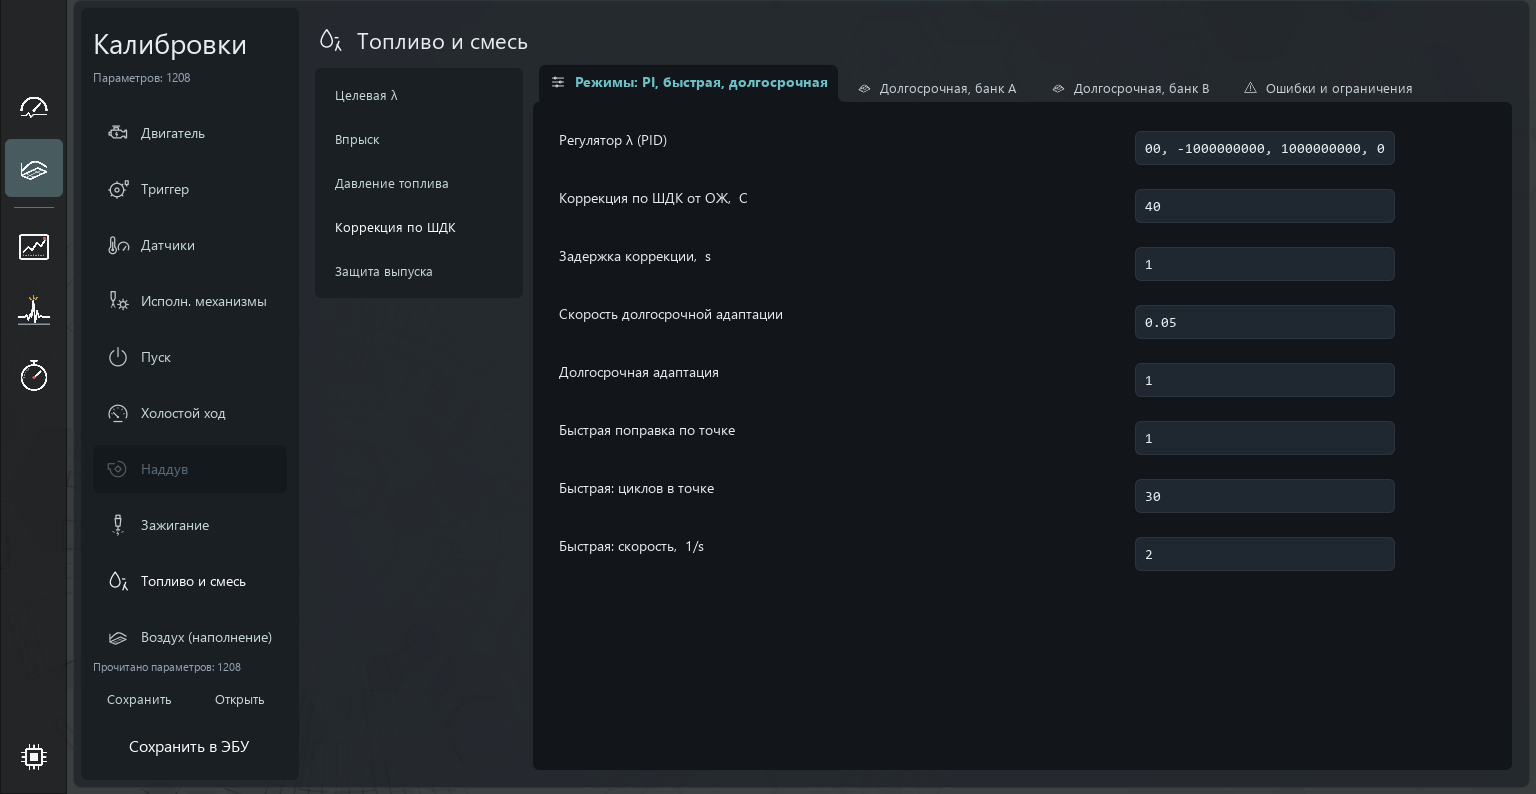 Калибровки
Параметров: 1208
Двигатель
Триггер
Датчики
Исполн. механизмы
Пуск
Холостой ход
Наддув
Зажигание
Топливо и смесь
Воздух (наполнение)
Прочитано параметров: 1208
Сохранить
Открыть
Сохранить в ЭБУ
Топливо и смесь
Целевая λ
Впрыск
Давление топлива
Коррекция по ШДК
Защита выпуска
Режимы: PI, быстрая, долгосрочная
Долгосрочная, банк A
Долгосрочная, банк B
Ошибки и ограничения
Регулятор λ (PID)
00, -1000000000, 1000000000, 0
Коррекция по ШДК от ОЖ, C
40
Задержка коррекции, s
1
Скорость долгосрочной адаптации
0.05
Долгосрочная адаптация
1
Быстрая поправка по точке
1
Быстрая: циклов в точке
30
Быстрая: скорость, 1/s
2